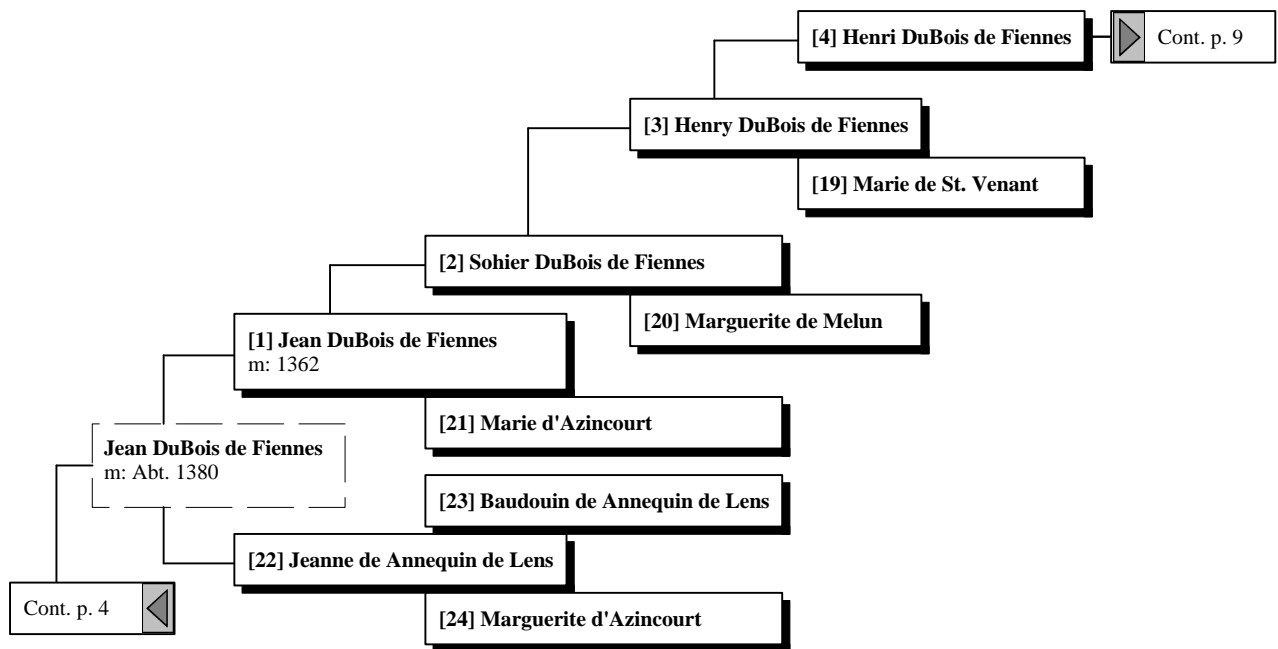 [4] Henri DuBois de Fiennes
Cont. p. 9
[3] Henry DuBois de Fiennes
[19] Marie de St. Venant
[2] Sohier DuBois de Fiennes
[20] Marguerite de Melun
[1] Jean DuBois de Fiennes
m: 1362
[21] Marie d'Azincourt
Jean DuBois de Fiennes
m: Abt. 1380
[23] Baudouin de Annequin de Lens
[22] Jeanne de Annequin de Lens
Cont. p. 4
[24] Marguerite d'Azincourt